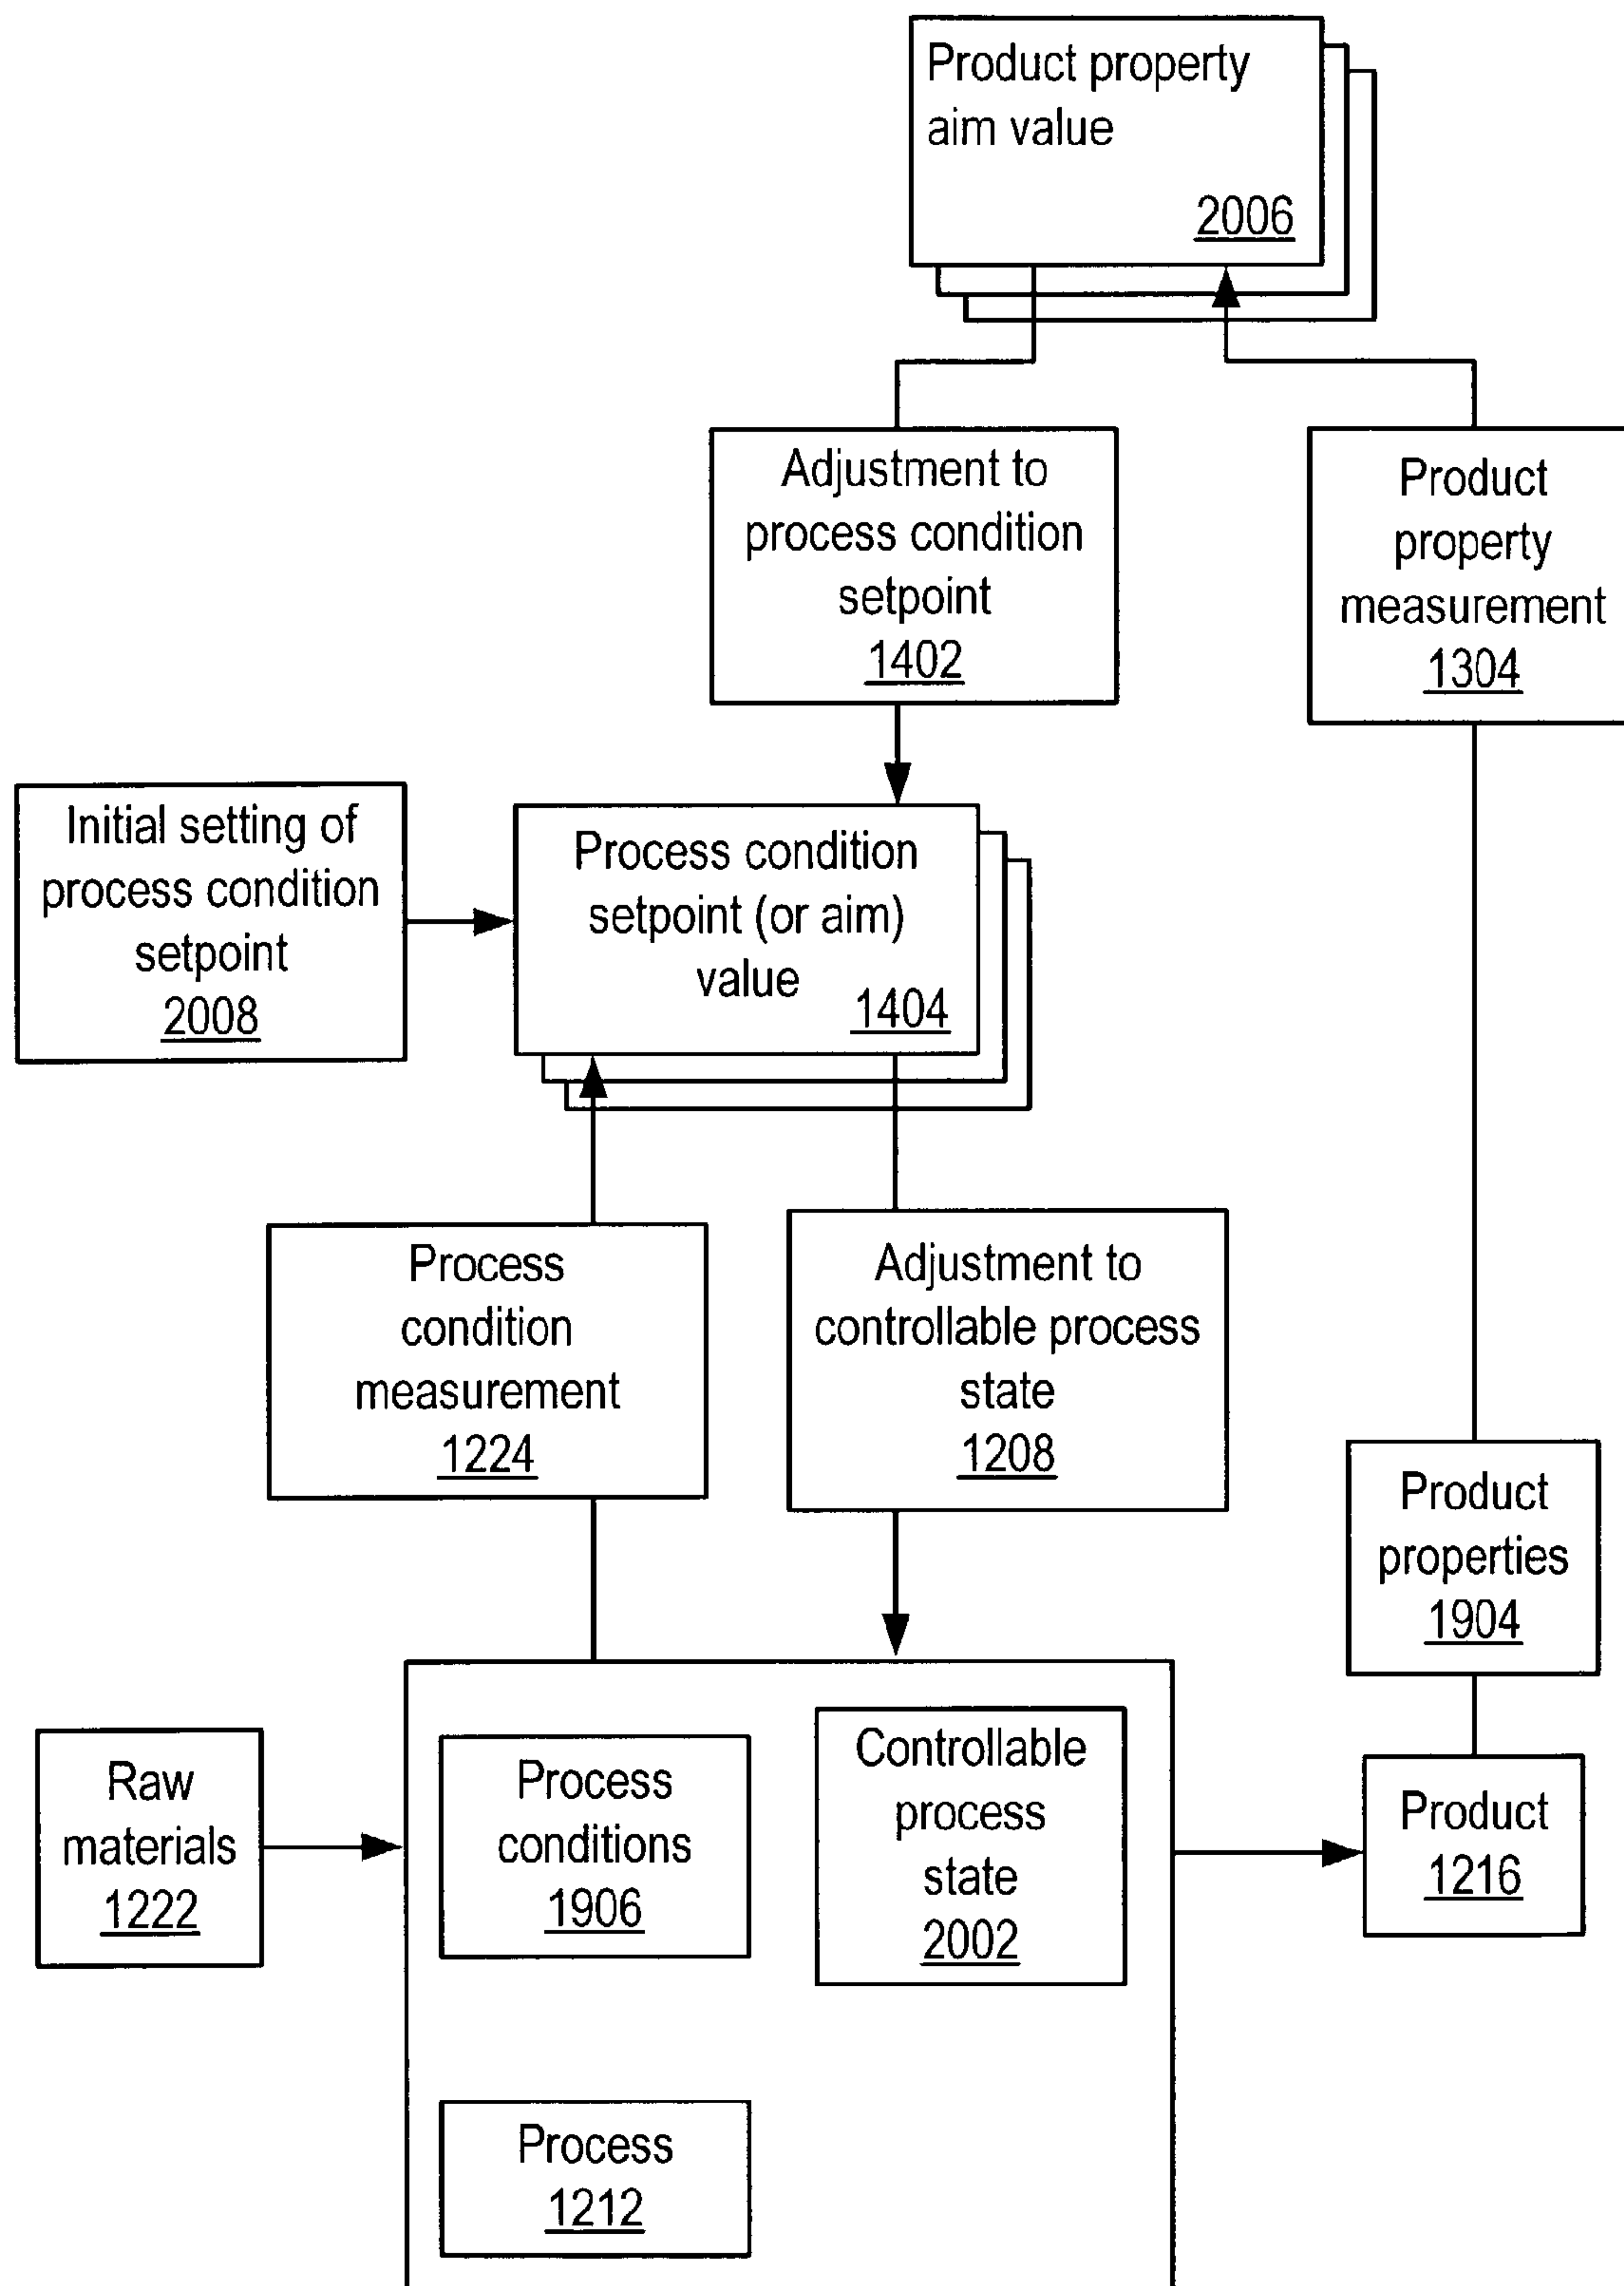 Product property
aim value
2006
Adjustment to
process condition
setpoint
1402
Product
property
measurement
1304
Initial setting of
process condition
setpoint
2008
Process condition
setpoint (or aim)
value
1404
Process
condition
measurement
1224
Adjustment to
controllable process
state
1208
Product
properties
1904
Raw
materials
1222
Process
conditions
1906
Controllable
process
state
2002
Product
1216
Process
1212